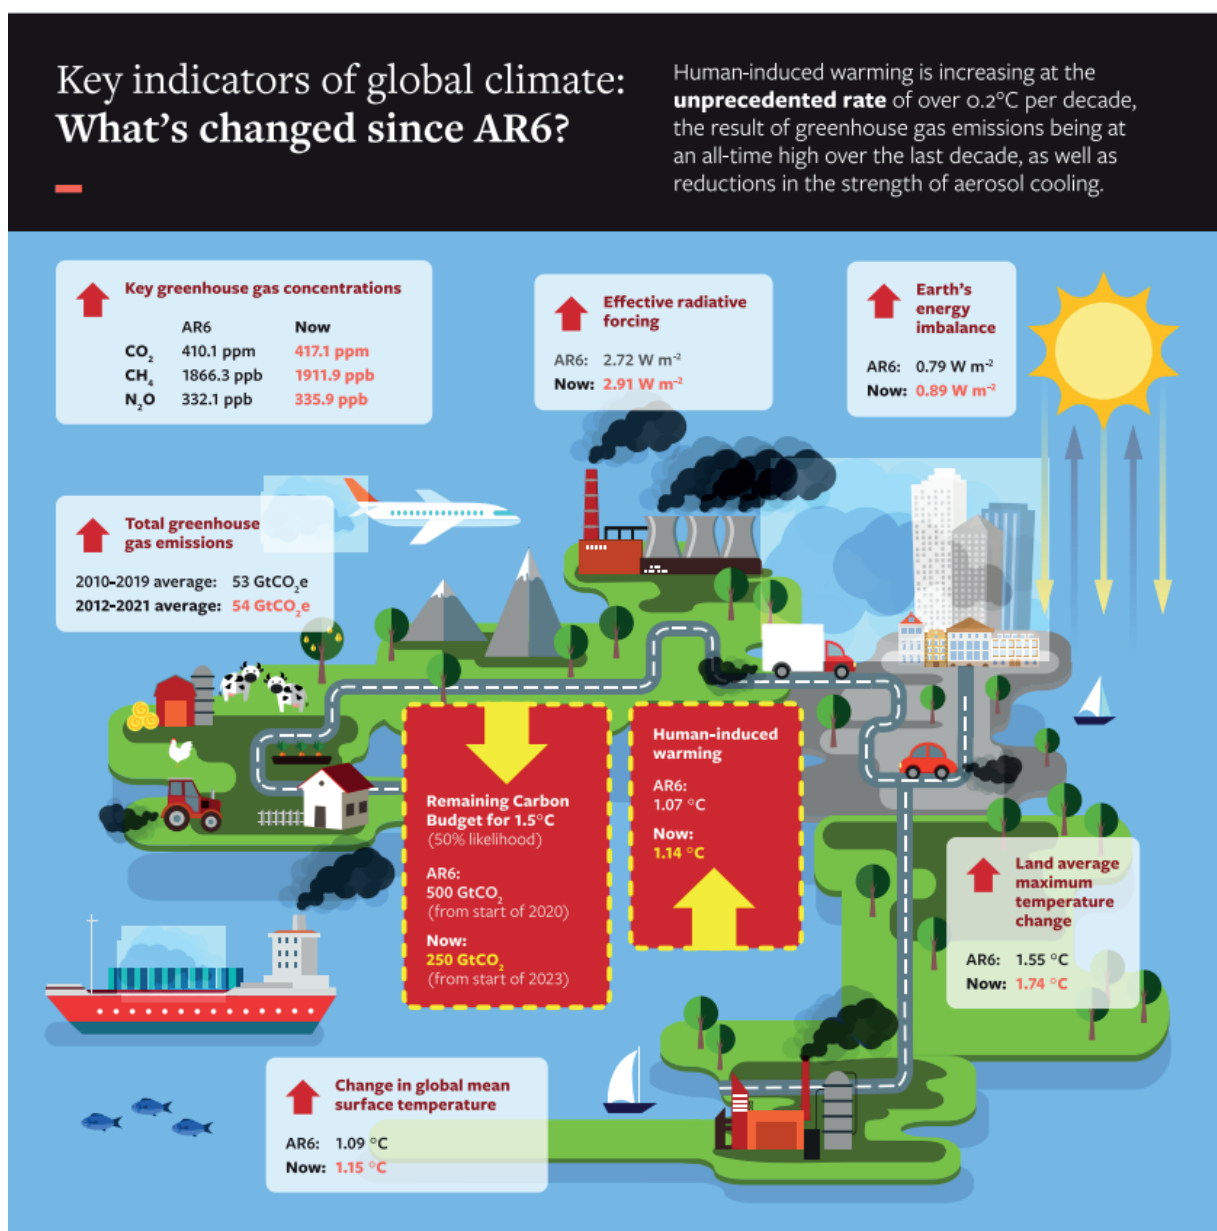 Key indicators of global climate:
What's changed since AR6?
Human-induced warming is increasing at the
unprecedented rate of over 0.2°C per decade,
the result of greenhouse gas emissions being at
an all-time high over the last decade, as well as
reductions in the strength of aerosol cooling.
Key greenhouse gas concentrations
AR6 Now
CO₂ 410.1 ppm 417.1 ppm
CH₄ 1866.3 ppb 1911.9 ppb
N₂O 332.1 ppb 335.9 ppb
Effective radiative
forcing
AR6: 2.72 W m⁻²
Now: 2.91 W m⁻²
Earth's
energy
imbalance
AR6: 0.79 W m⁻²
Now: 0.89 W m⁻²
Total greenhouse
gas emissions
2010-2019 average: 53 GtCO₂e
2012-2021 average: 54 GtCO₂e
Remaining Carbon
Budget for 1.5°C
(50% likelihood)
AR6:
500 GtCO₂
(from start of 2020)
Now:
250 GtCO₂
(from start of 2023)
Human-induced
warming
AR6:
1.07 °C
Now:
1.14 °C
Land average
maximum
temperature
change
AR6: 1.55 °C
Now: 1.74 °C
Change in global mean
surface temperature
AR6: 1.09 °C
Now: 1.15 °C